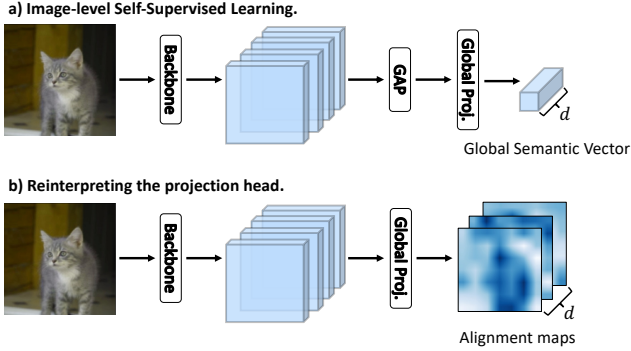 a) Image-level Self-Supervised Learning.
Backbone
GAP
Global Proj.
d
Global Semantic Vector
b) Reinterpreting the projection head.
Backbone
Global Proj.
d
Alignment maps